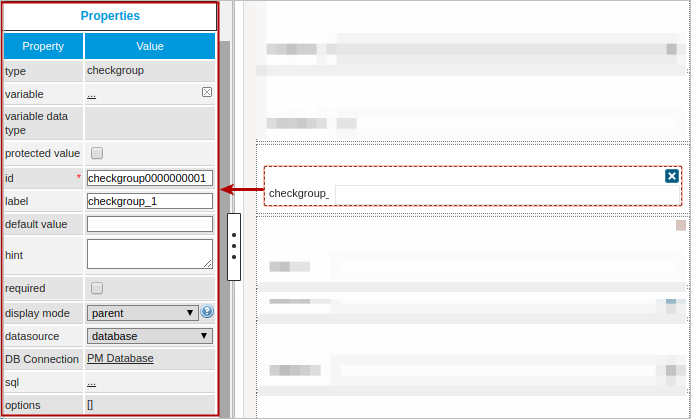 Properties
Property Value
type checkgroup
variable ...
variable data
type
protected value
id * checkgroup0000000001
label checkgroup_1
default value
hint
required
display mode parent
datasource database
DB Connection PM Database
sql ...
options []
checkgroup_